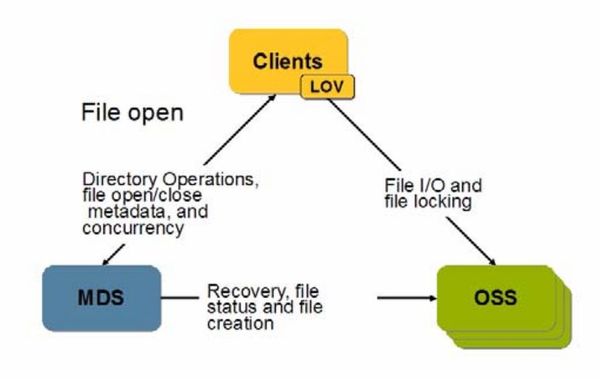 Clients
LOV
File open
Directory Operations,
file open/close
metadata, and
concurrency
File I/O and
file locking
MDS
Recovery, file
status and file
creation
OSS